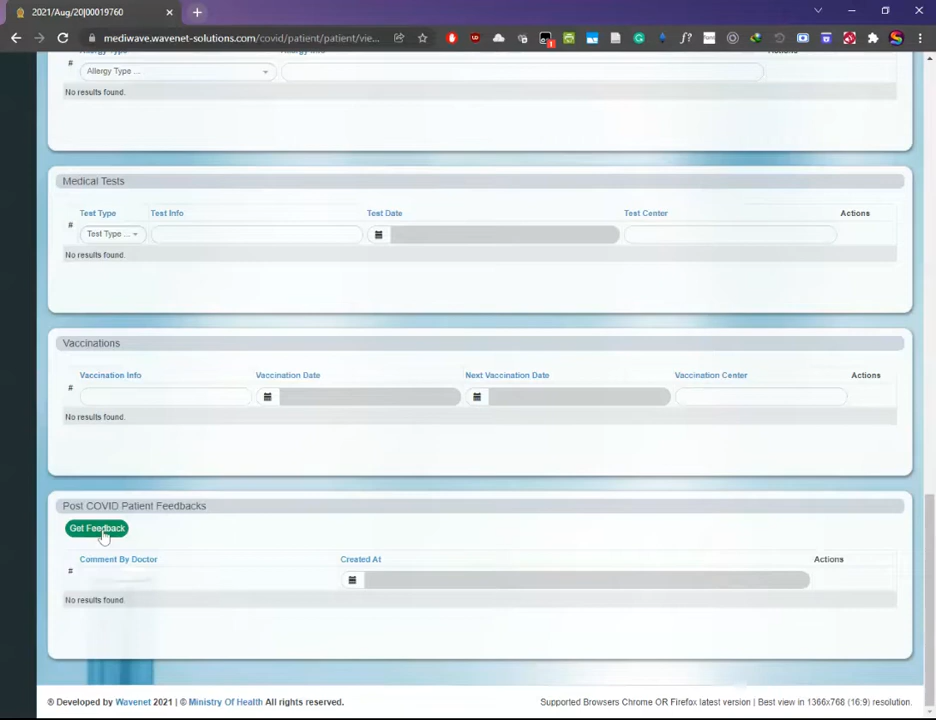 2021/Aug/20|00019760
mediwave.wavenet-solutions.com/covid/patient/patient/vie...
#
Allergy Type ...
No results found.
Medical Tests
Test Type Test Info Test Date Test Center Actions
#
Test Type ...
No results found.
Vaccinations
Vaccination Info Vaccination Date Next Vaccination Date Vaccination Center Actions
#
No results found.
Post COVID Patient Feedbacks
Get Feedback
Comment By Doctor Created At Actions
#
No results found.
® Developed by Wavenet 2021 | © Ministry Of Health All rights reserved. Supported Browsers Chrome OR Firefox latest version | Best view in 1366x768 (16:9) resolution.